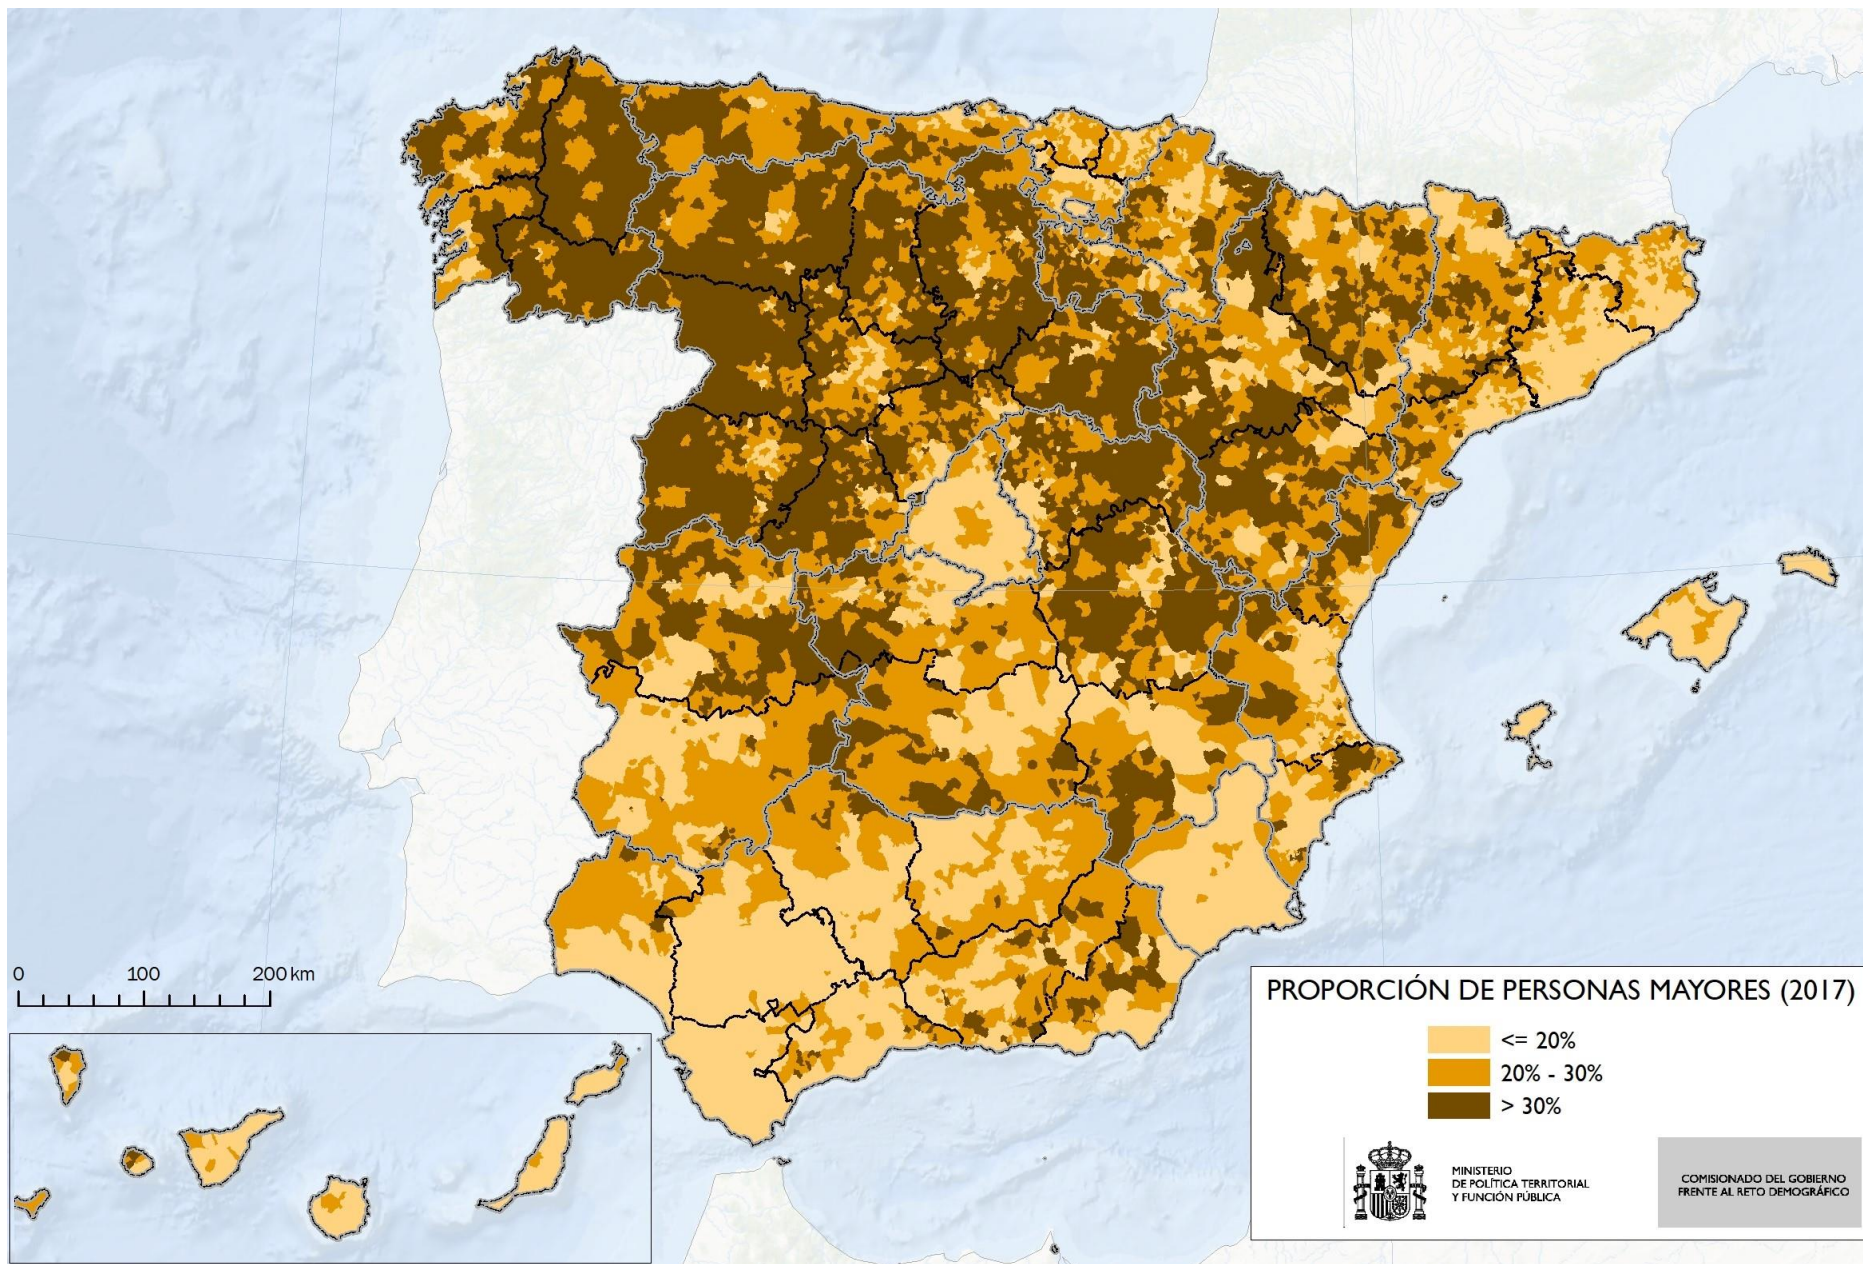 0 100 200 km
PROPORCIÓN DE PERSONAS MAYORES (2017)
<= 20%
20% - 30%
> 30%
MINISTERIO
DE POLÍTICA TERRITORIAL
Y FUNCIÓN PÚBLICA
COMISIONADO DEL GOBIERNO
FRENTE AL RETO DEMOGRÁFICO